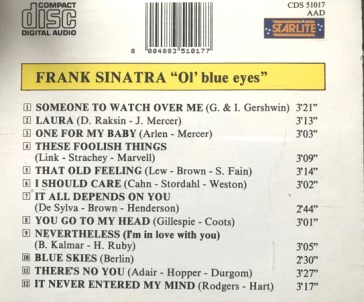 COMPACT
disc
DIGITAL AUDIO
8 004883 510177
CDS 51017
AAD
STARLITE
FRANK SINATRA "Ol' blue eyes"
1 SOMEONE TO WATCH OVER ME (G. & I. Gershwin) 3'21"
2 LAURA (D. Raksin - J. Mercer) 3'13"
3 ONE FOR MY BABY (Arlen - Mercer) 3'03"
4 THESE FOOLISH THINGS
(Link - Strachey - Marvell) 3'09"
5 THAT OLD FEELING (Lew - Brown - S. Fain) 3'14"
6 I SHOULD CARE (Cahn - Stordahl - Weston) 3'02"
7 IT ALL DEPENDS ON YOU
(De Sylva - Brown - Henderson) 2'44"
8 YOU GO TO MY HEAD (Gillespie - Coots) 3'01"
9 NEVERTHELESS (I'm in love with you)
(B. Kalmar - H. Ruby) 3'05"
10 BLUE SKIES (Berlin) 2'30"
11 THERE'S NO YOU (Adair - Hopper - Durgom) 3'27"
12 IT NEVER ENTERED MY MIND (Rodgers - Hart) 3'17"